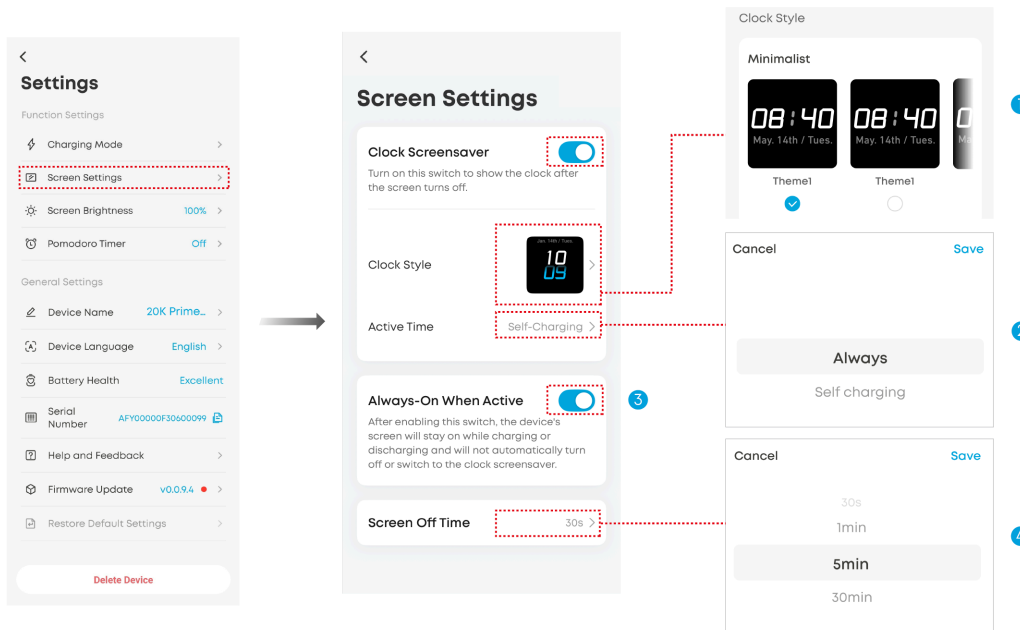 Settings
Function Settings
Charging Mode
Screen Settings
Screen Brightness 100%
Pomodoro Timer Off
General Settings
Device Name 20K Prime...
Device Language English
Battery Health Excellent
Serial
Number AFY00000F30600099
Help and Feedback
Firmware Update v0.0.9.4
Restore Default Settings
Delete Device
Screen Settings
Clock Screensaver
Turn on this switch to show the clock after
the screen turns off.
Clock Style
Jan. 14th / Tues.
10
09
Active Time Self-Charging
Always-On When Active
After enabling this switch, the device's
screen will stay on while charging or
discharging and will not automatically turn
off or switch to the clock screensaver.
3
Screen Off Time 30s
Clock Style
Minimalist
08:40
May. 14th / Tues.
Theme1
08:40
May. 14th / Tues.
Theme1
1
Cancel Save
Always
Self charging
2
Cancel Save
30s
1min
5min
30min
4